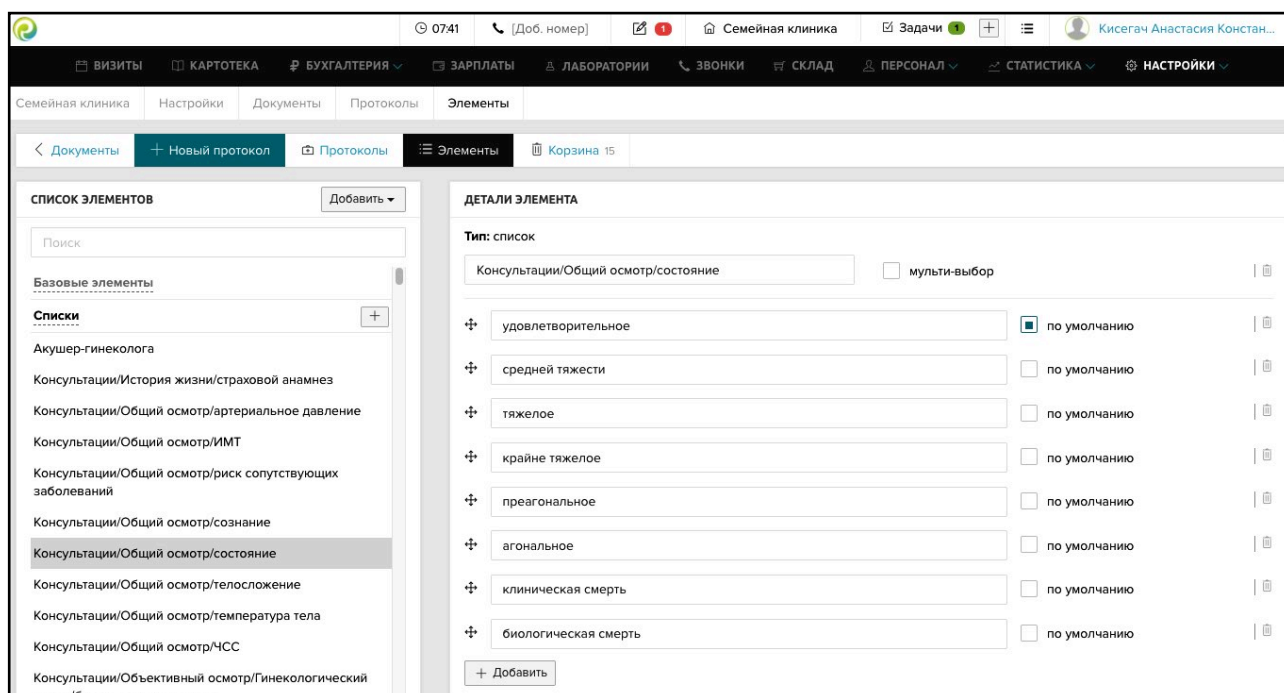 07:41 [Доб. номер] 1 Семейная клиника Задачи 1 + Кисегач Анастасия Констан...
ВИЗИТЫ КАРТОТЕКА ₽ БУХГАЛТЕРИЯ ЗАРПЛАТЫ ЛАБОРАТОРИИ ЗВОНКИ СКЛАД ПЕРСОНАЛ СТАТИСТИКА НАСТРОЙКИ
Семейная клиника Настройки Документы Протоколы Элементы
Документы + Новый протокол Протоколы Элементы Корзина 15
СПИСОК ЭЛЕМЕНТОВ Добавить
Поиск
Базовые элементы
Списки +
Акушер-гинеколога
Консультации/История жизни/страховой анамнез
Консультации/Общий осмотр/артериальное давление
Консультации/Общий осмотр/ИМТ
Консультации/Общий осмотр/риск сопутствующих
заболеваний
Консультации/Общий осмотр/сознание
Консультации/Общий осмотр/состояние
Консультации/Общий осмотр/телосложение
Консультации/Общий осмотр/температура тела
Консультации/Общий осмотр/ЧСС
Консультации/Объективный осмотр/Гинекологический
ДЕТАЛИ ЭЛЕМЕНТА
Тип: список
Консультации/Общий осмотр/состояние мульти-выбор
удовлетворительное по умолчанию
средней тяжести по умолчанию
тяжелое по умолчанию
крайне тяжелое по умолчанию
преагональное по умолчанию
агональное по умолчанию
клиническая смерть по умолчанию
биологическая смерть по умолчанию
+ Добавить